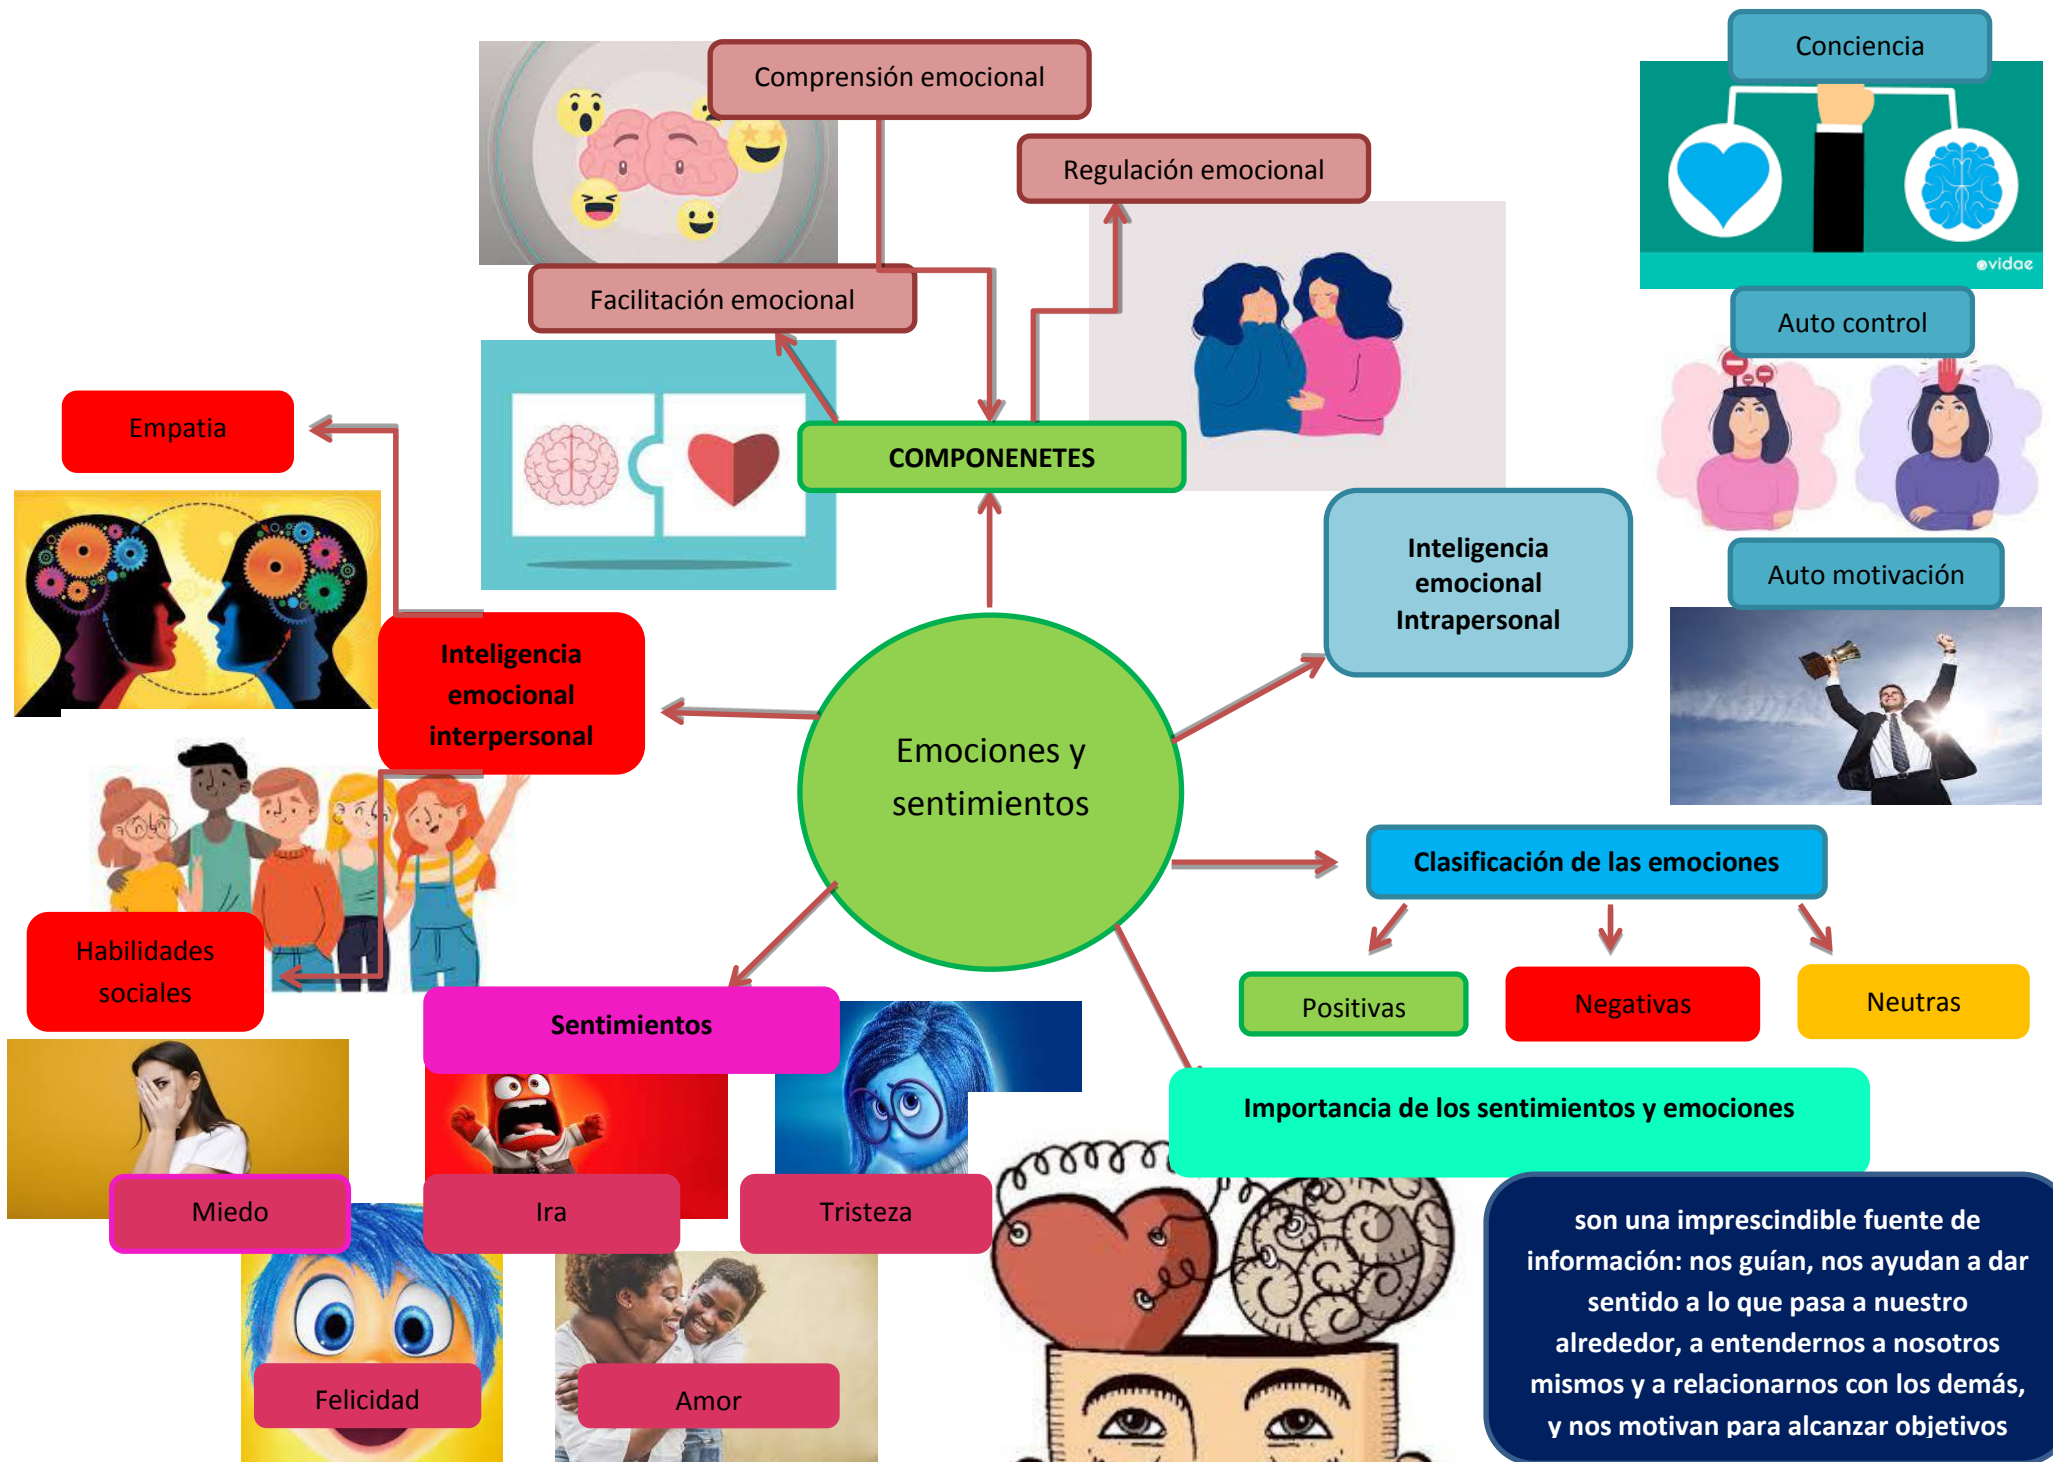 Conciencia
Comprensión emocional
Regulación emocional
evidae
Facilitación emocional
Auto control
Empatia
COMPONENETES
Inteligencia
emocional
Intrapersonal
Auto motivación
Inteligencia
emocional
interpersonal
Emociones y
sentimientos
Clasificación de las emociones
Habilidades
sociales
Positivas
Negativas
Neutras
Sentimientos
Importancia de los sentimientos y emociones
Miedo
Ira
Tristeza
son una imprescindible fuente de
información: nos guían, nos ayudan a dar
sentido a lo que pasa a nuestro
alrededor, a entendernos a nosotros
mismos y a relacionarnos con los demás,
y nos motivan para alcanzar objetivos
Felicidad
Amor